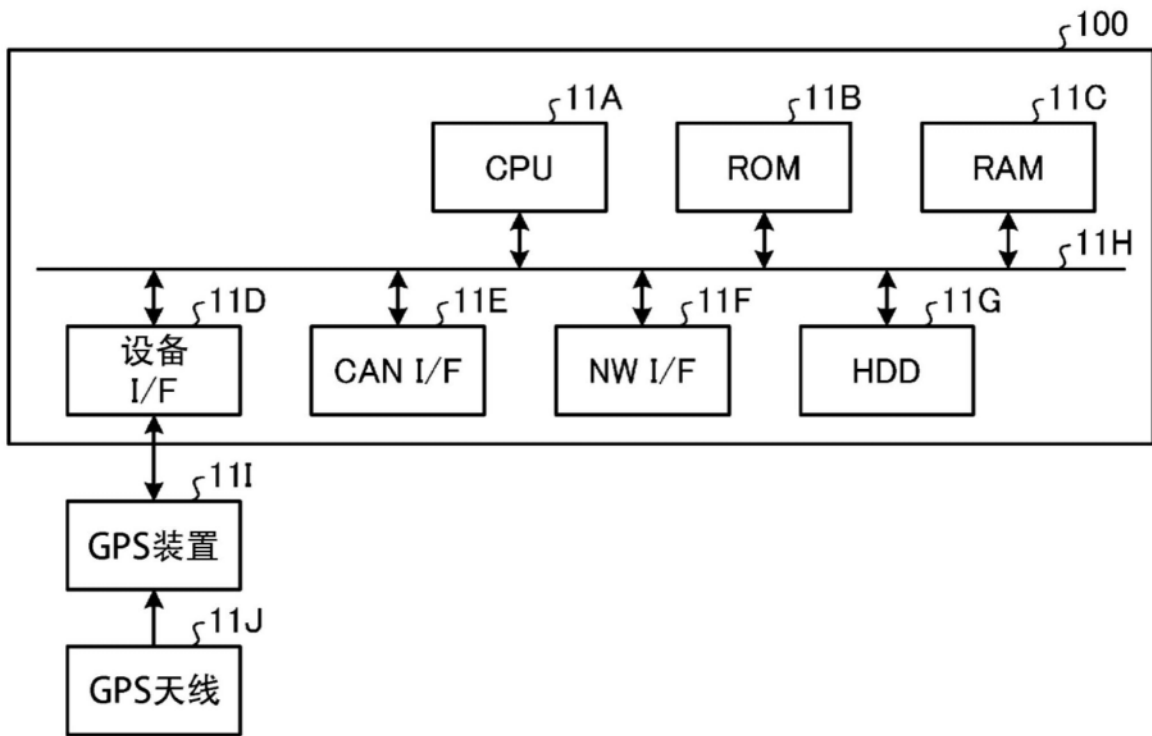 100
11A
11B
11C
CPU
ROM
RAM
11H
11D
11E
11F
11G
设备
I/F
CAN I/F
NW I/F
HDD
11I
GPS装置
11J
GPS天线